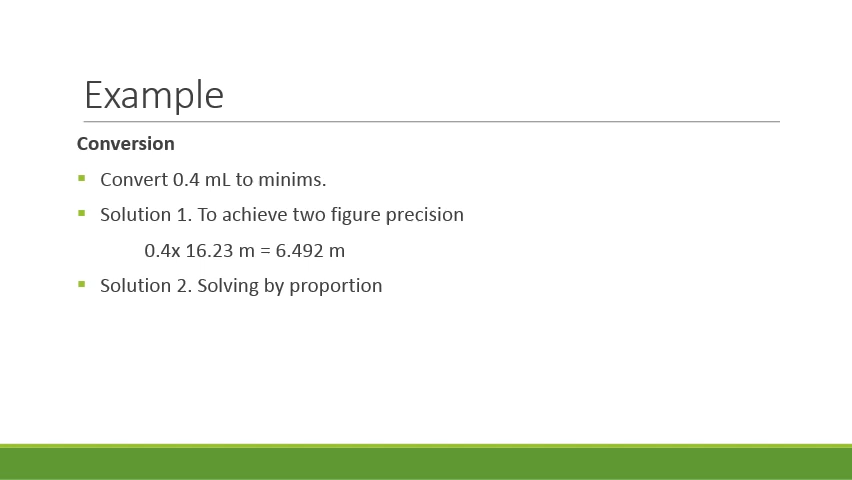 Example
Conversion
▪ Convert 0.4 mL to minims.
▪ Solution 1. To achieve two figure precision
0.4x 16.23 m = 6.492 m
▪ Solution 2. Solving by proportion